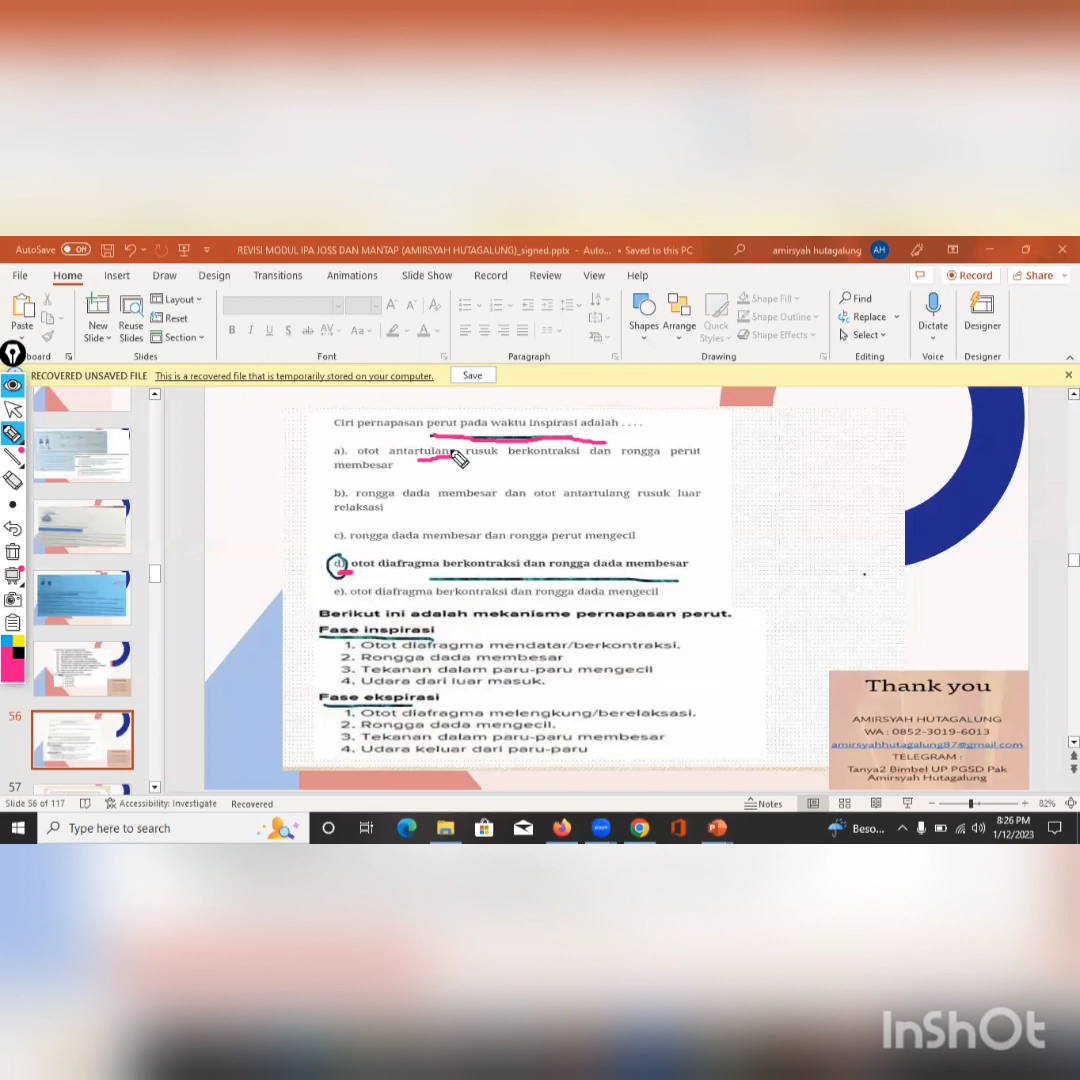 AutoSave Off REVISI MODUL IPA JOSS DAN MANTAP (AMIRSYAH HUTAGALUNG)_signed.pptx - Auto... • Saved to this PC amirsyah hutagalung AH
File Home Insert Draw Design Transitions Animations Slide Show Record Review View Help Record Share
Paste
New Slide
Reuse Slides
Layout
Reset
Section
B I U S ab AV Aa A
Shapes Arrange Quick Styles
Shape Fill
Shape Outline
Shape Effects
Find
Replace
Select
Dictate
Designer
board Slides Font Paragraph Drawing Editing Voice Designer
RECOVERED UNSAVED FILE This is a recovered file that is temporarily stored on your computer. Save
Ciri pernapasan perut pada waktu inspirasi adalah . . . .
a). otot antartulang rusuk berkontraksi dan rongga perut
membesar
b). rongga dada membesar dan otot antartulang rusuk luar
relaksasi
c). rongga dada membesar dan rongga perut mengecil
d). otot diafragma berkontraksi dan rongga dada membesar
e). otot diafragma berkontraksi dan rongga dada mengecil
Berikut ini adalah mekanisme pernapasan perut.
Fase inspirasi
1. Otot diafragma mendatar/berkontraksi.
2. Rongga dada membesar
3. Tekanan dalam paru-paru mengecil
4. Udara dari luar masuk.
Fase ekspirasi
1. Otot diafragma melengkung/berelaksasi.
2. Rongga dada mengecil.
3. Tekanan dalam paru-paru membesar
4. Udara keluar dari paru-paru
Thank you
AMIRSYAH HUTAGALUNG
WA : 0852-3019-6013
amirsyahhutagalung87@gmail.com
TELEGRAM :
Tanya2 Bimbel UP PGSD Pak
Amirsyah Hutagalung
56
57
Slide 56 of 117 Accessibility: Investigate Recovered Notes 82%
Type here to search Beso... 8:26 PM
1/12/2023
InShOt